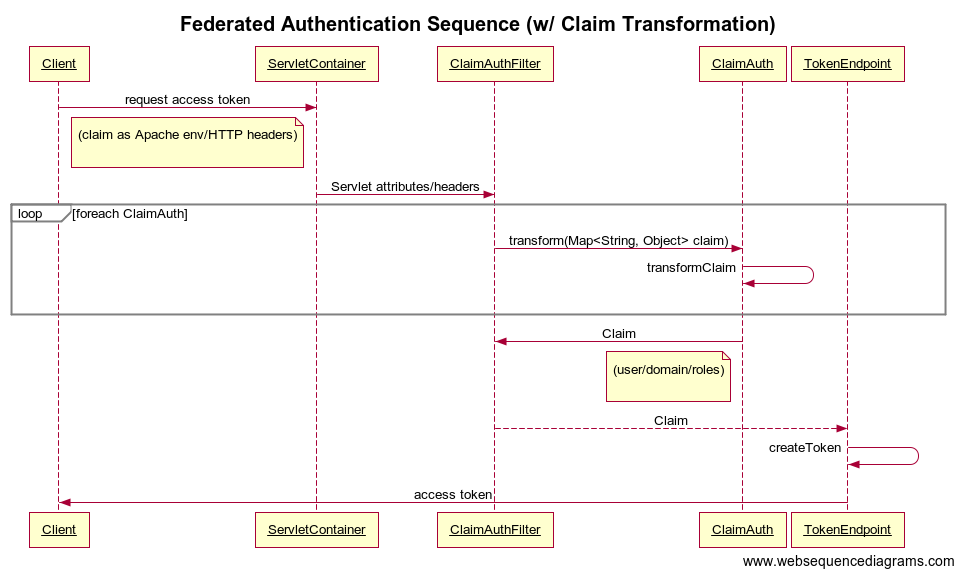 Federated Authentication Sequence (w/ Claim Transformation)
Client
ServletContainer
ClaimAuthFilter
ClaimAuth
TokenEndpoint
request access token
(claim as Apache env/HTTP headers)
Servlet attributes/headers
loop
[foreach ClaimAuth]
transform(Map<String, Object> claim)
transformClaim
Claim
(user/domain/roles)
Claim
createToken
access token
Client
ServletContainer
ClaimAuthFilter
ClaimAuth
TokenEndpoint
www.websequencediagrams.com